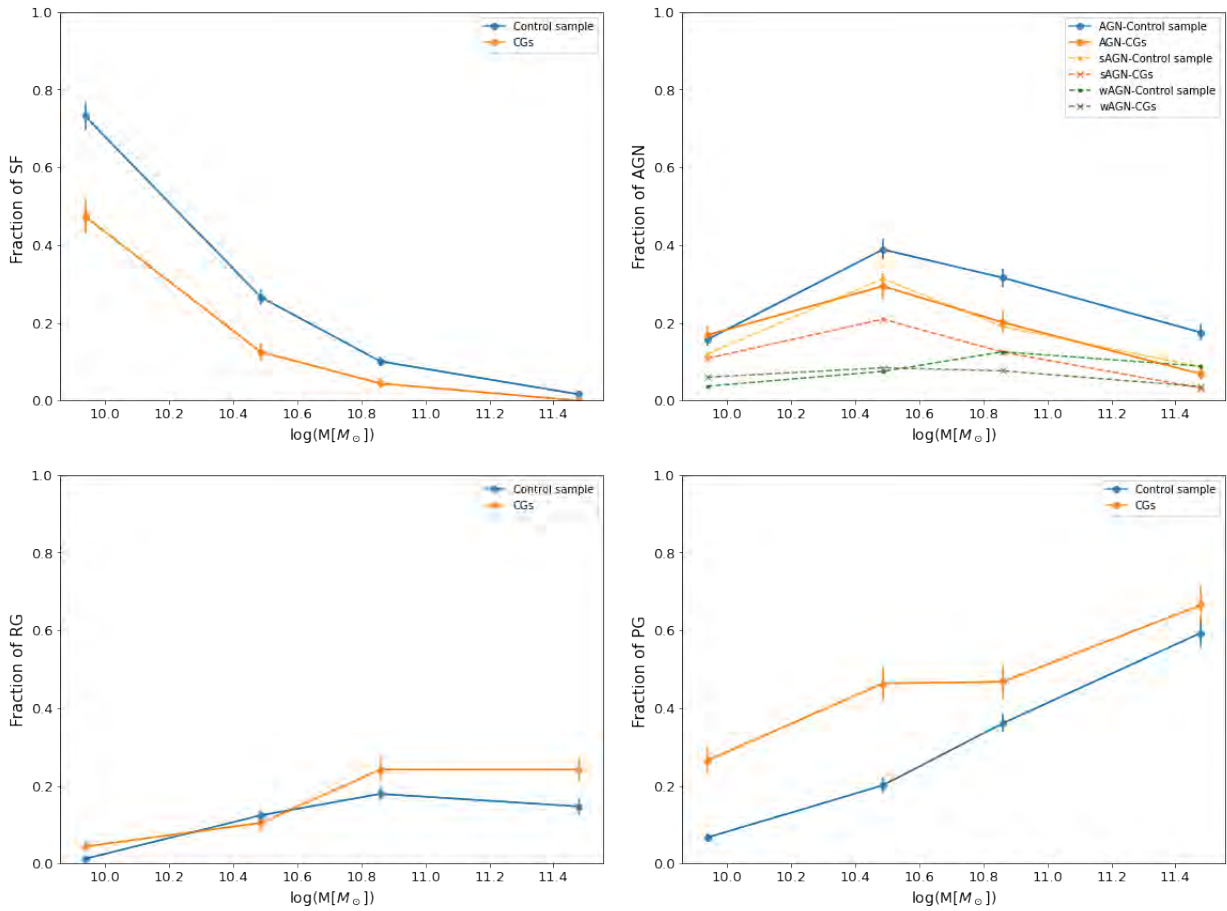 1.0
0.8
0.6
0.4
0.2
0.0
Fraction of SF
10.0 10.2 10.4 10.6 10.8 11.0 11.2 11.4
log(M[M⊙])
Control sample
CGs
1.0
0.8
0.6
0.4
0.2
0.0
Fraction of AGN
10.0 10.2 10.4 10.6 10.8 11.0 11.2 11.4
log(M[M⊙])
AGN-Control sample
AGN-CGs
sAGN-Control sample
sAGN-CGs
wAGN-Control sample
wAGN-CGs
1.0
0.8
0.6
0.4
0.2
0.0
Fraction of RG
10.0 10.2 10.4 10.6 10.8 11.0 11.2 11.4
log(M[M⊙])
Control sample
CGs
1.0
0.8
0.6
0.4
0.2
0.0
Fraction of PG
10.0 10.2 10.4 10.6 10.8 11.0 11.2 11.4
log(M[M⊙])
Control sample
CGs